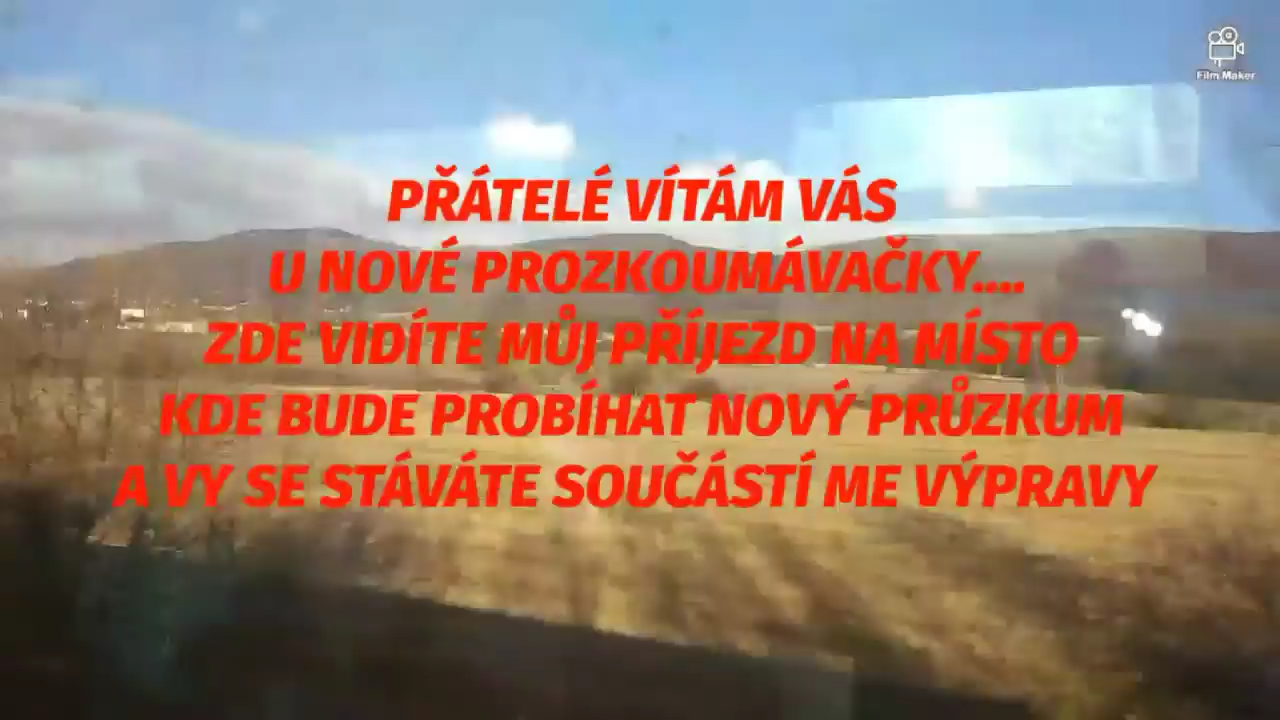 Film Maker
PŘÁTELÉ VÍTÁM VÁS
U NOVÉ PROZKOUMÁVAČKY....
ZDE VIDÍTE MŮJ PŘÍJEZD NA MÍSTO
KDE BUDE PROBÍHAT NOVÝ PRŮZKUM
A VY SE STÁVÁTE SOUČÁSTÍ ME VÝPRAVY